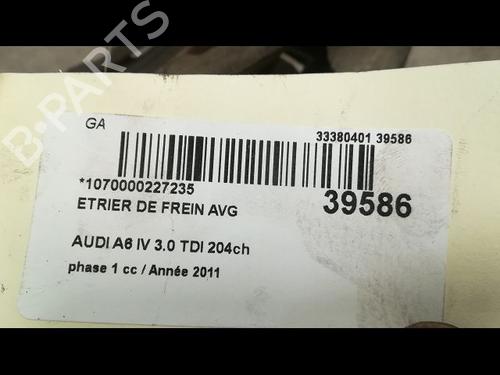 B-PARTS
GA
33380401 39586
*1070000227235
39586
ETRIER DE FREIN AVG
AUDI A6 IV 3.0 TDI 204ch
phase 1 cc / Année 2011